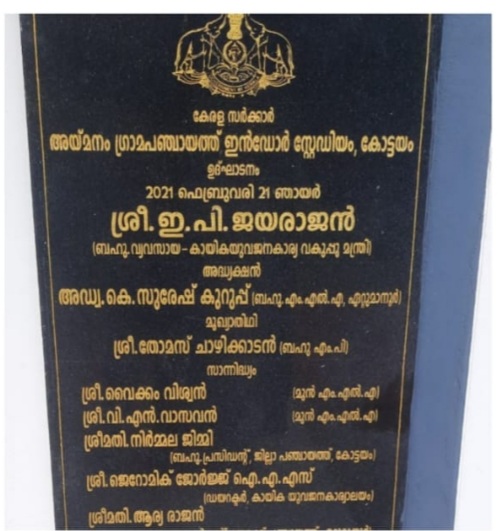 കേരള സർക്കാർ
അയ്മനം ഗ്രാമപഞ്ചായത്ത് ഇൻഡോർ സ്റ്റേഡിയം, കോട്ടയം
ഉദ്ഘാടനം
2021 ഫെബ്രുവരി 21 ഞായർ
ശ്രീ.ഇ.പി.ജയരാജൻ
(ബഹു.വ്യവസായ-കായികയുവജനകാര്യ വകുപ്പു മന്ത്രി)
അദ്ധ്യക്ഷൻ
അഡ്വ.കെ.സുരേഷ് കുറുപ്പ് (ബഹു.എം.എൽ.എ, ഏറ്റുമാനൂർ)
മുഖ്യാതിഥി
ശ്രീ.തോമസ് ചാഴിക്കാടൻ (ബഹു എം.പി)
സാന്നിദ്ധ്യം
ശ്രീ.വൈക്കം വിശ്വൻ (മുൻ എം.എൽ.എ)
ശ്രീ.വി.എൻ.വാസവൻ (മുൻ എം.എൽ.എ)
ശ്രീമതി.നിർമ്മല ജിമ്മി
(ബഹു.പ്രസിഡന്റ്, ജില്ലാ പഞ്ചായത്ത്, കോട്ടയം)
ശ്രീ.ജെറോമിക് ജോർജ്ജ് ഐ.എ.എസ്
(ഡയറക്ടർ, കായിക യുവജനകാര്യാലയം)
ശ്രീമതി.ആര്യ രാജൻ